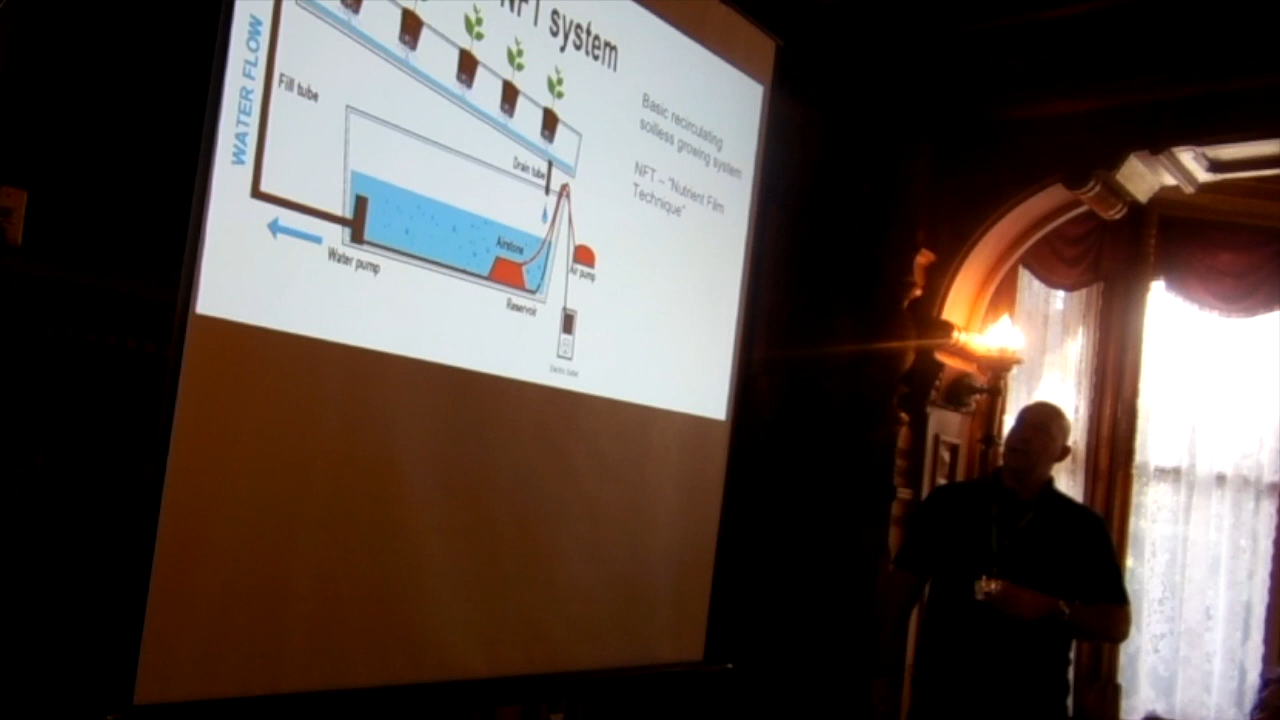 NFT system
WATER FLOW
Fill tube
Drain tube
Basic recirculating
soilless growing system
NFT – "Nutrient Film
Technique"
Airstone
Air pump
Water pump
Reservoir